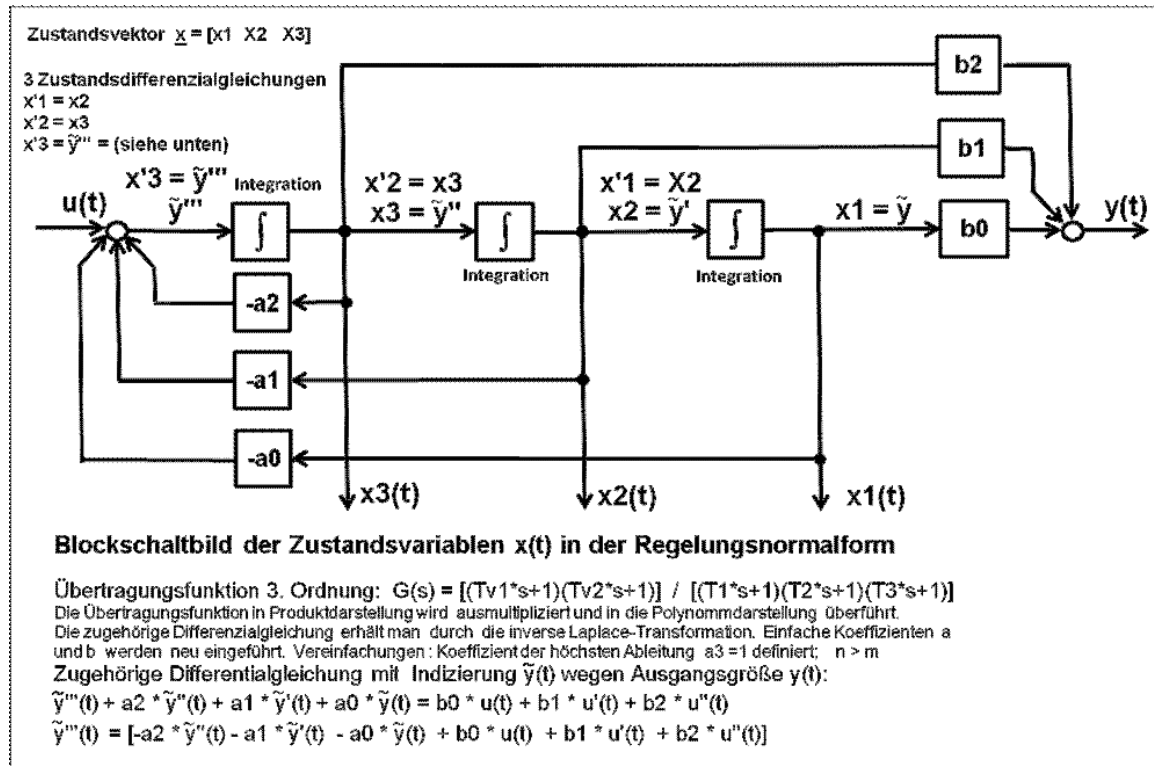 Zustandsvektor x = [x1 X2 X3]
3 Zustandsdifferenzialgleichungen
x'1 = x2
x'2 = x3
x'3 = ỹ''' = (siehe unten)
b2
b1
x'3 = ỹ'''
ỹ'''
Integration
x'2 = x3
x3 = ỹ''
x'1 = X2
x2 = ỹ'
x1 = ỹ
u(t)
∫
∫
∫
b0
y(t)
Integration
Integration
-a2
-a1
-a0
x3(t)
x2(t)
x1(t)
Blockschaltbild der Zustandsvariablen x(t) in der Regelungsnormalform
Übertragungsfunktion 3. Ordnung: G(s) = [(Tv1*s+1)(Tv2*s+1)] / [(T1*s+1)(T2*s+1)(T3*s+1)]
Die Übertragungsfunktion in Produktdarstellung wird ausmultipliziert und in die Polynommdarstellung überführt.
Die zugehörige Differenzialgleichung erhält man durch die inverse Laplace-Transformation. Einfache Koeffizienten a
und b werden neu eingeführt. Vereinfachungen: Koeffizient der höchsten Ableitung a3 =1 definiert; n > m
Zugehörige Differentialgleichung mit Indizierung ỹ(t) wegen Ausgangsgröße y(t):
ỹ'''(t) + a2 * ỹ''(t) + a1 * ỹ'(t) + a0 * ỹ(t) = b0 * u(t) + b1 * u'(t) + b2 * u''(t)
ỹ'''(t) = [-a2 * ỹ''(t) - a1 * ỹ'(t) - a0 * ỹ(t) + b0 * u(t) + b1 * u'(t) + b2 * u''(t)]